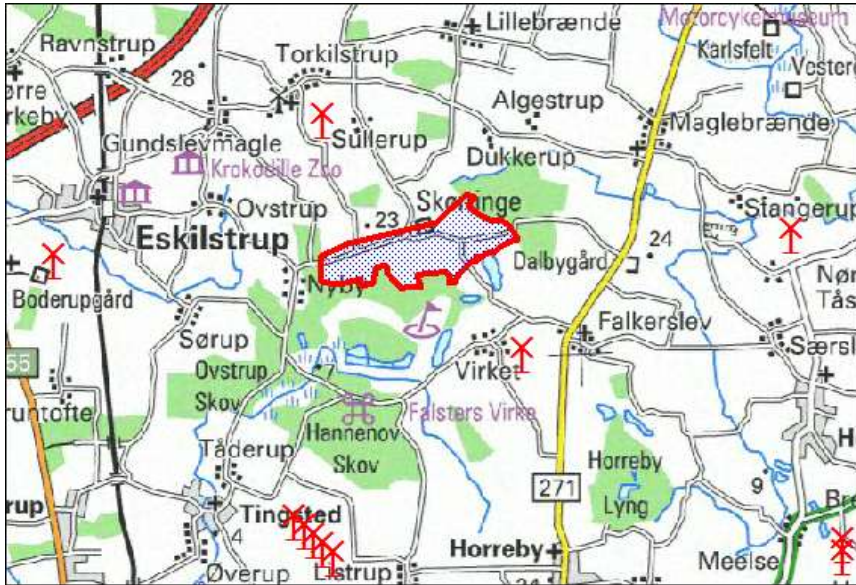 Lillebrænde
Motorcykelmuseum
Karlsfelt
Ravnstrup
Torkilstrup
28
Algestrup
Maglebrænde
Gundslevmagle
Sullerup
Dukkerup
Krokodille Zoo
Ovstrup
23
Stangerup
Eskilstrup
24
Dalbygård
Boderupgård
Nyby
Sørup
Falkerslev
55
Ovstrup
Skov
Virket
Falsters Virke
Hannenov
Skov
Tåderup
Horreby
Lyng
9
271
Tingsted
4
Horreby
Meelse
Øverup